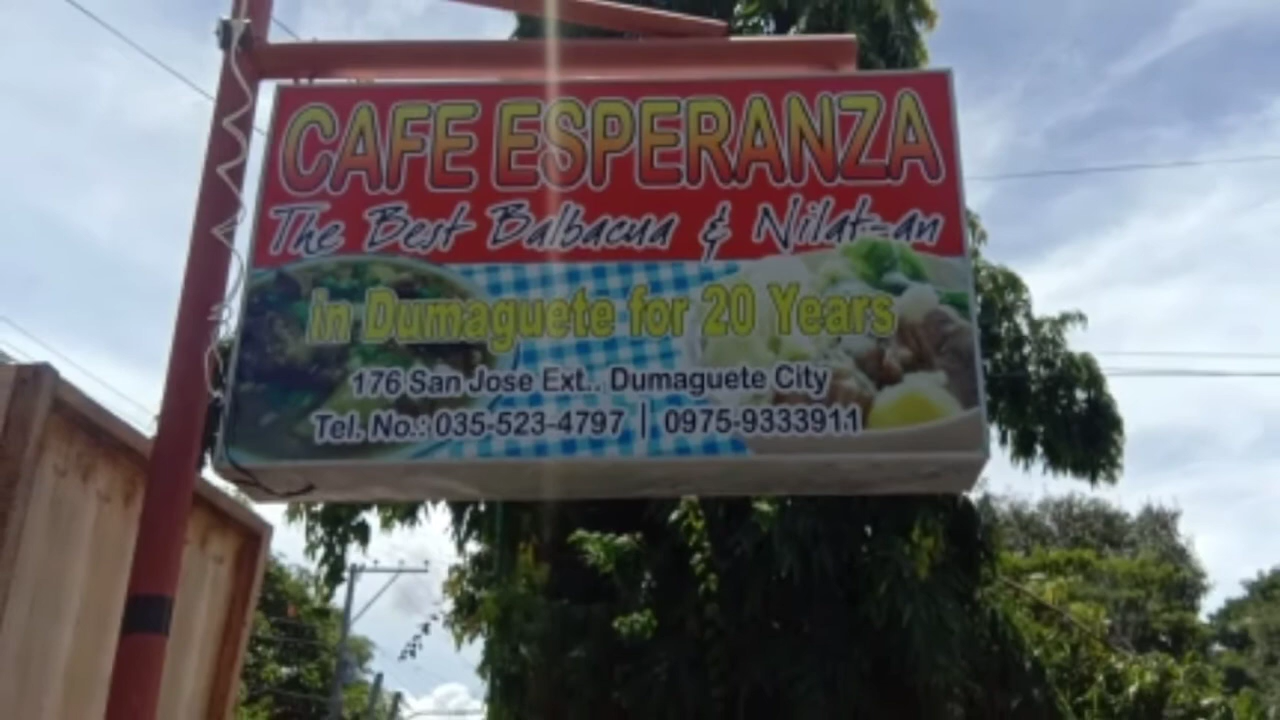 CAFE ESPERANZA
The Best Balbacua & Nilat-an
in Dumaguete for 20 Years
176 San Jose Ext.. Dumaguete City
Tel. No.: 035-523-4797 | 0975-9333911